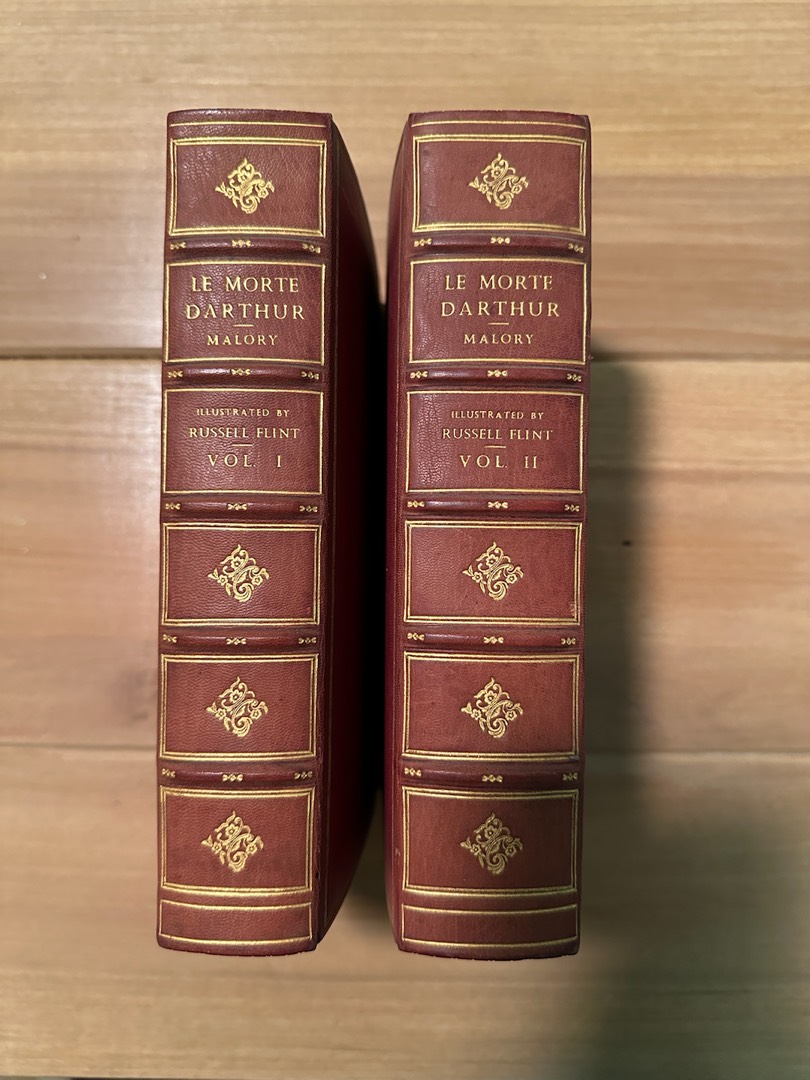 LE MORTE
DARTHUR
MALORY
ILLUSTRATED BY
RUSSELL FLINT
VOL. I
LE MORTE
DARTHUR
MALORY
ILLUSTRATED BY
RUSSELL FLINT
VOL. II